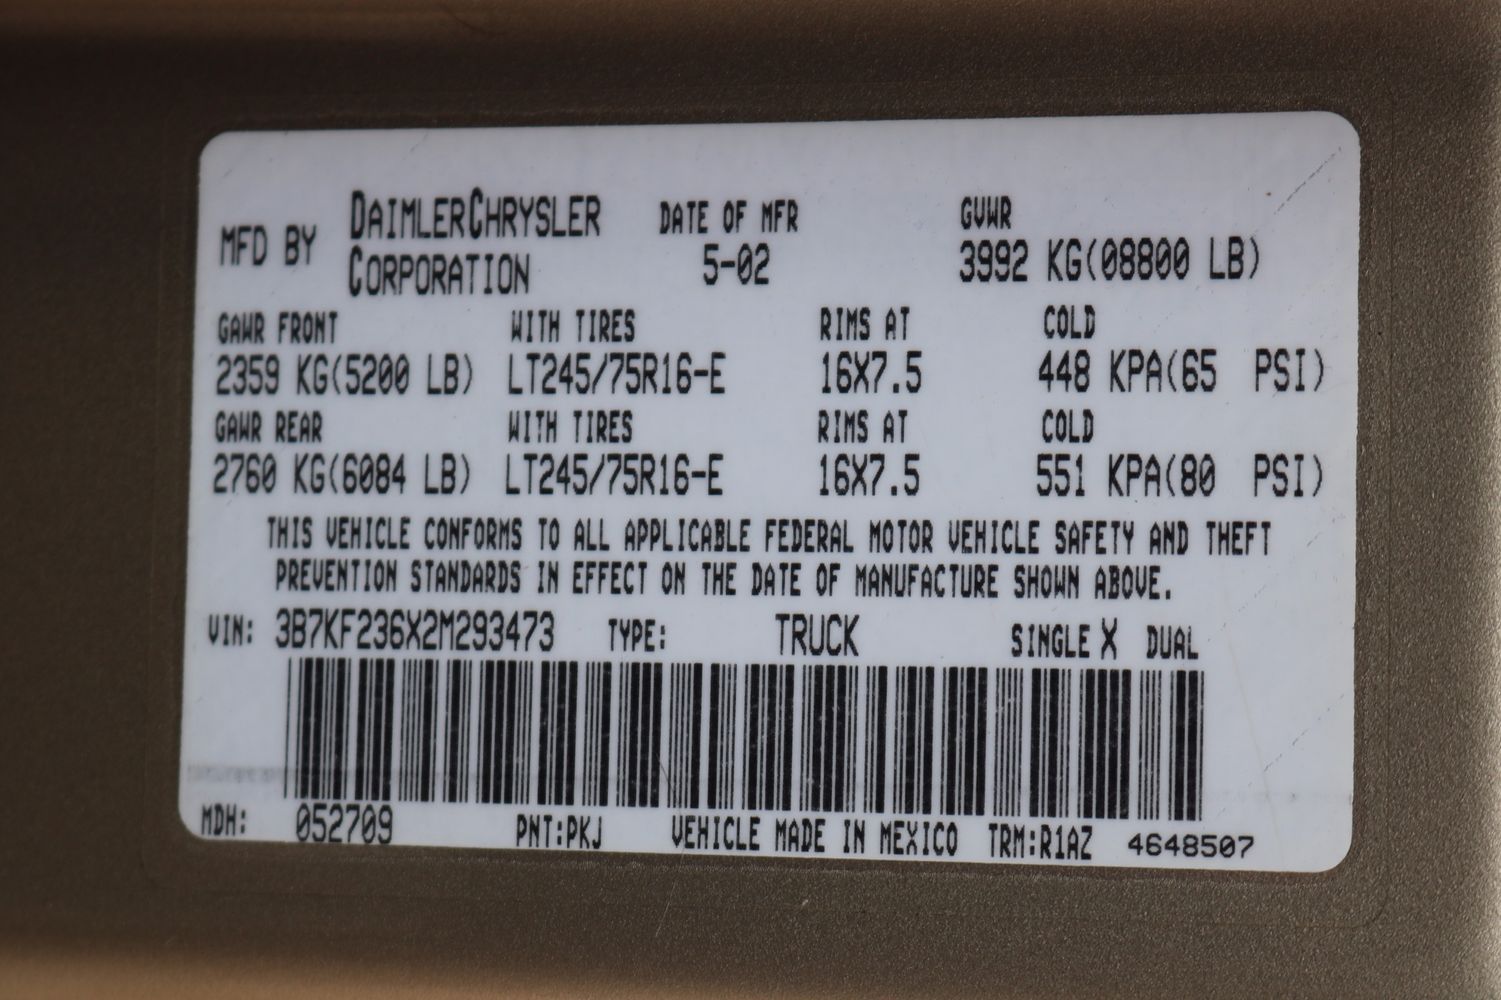 MFD BY DAIMLERCHRYSLER CORPORATION DATE OF MFR 5-02 GVWR 3992 KG(08800 LB)
GAWR FRONT WITH TIRES RIMS AT COLD
2359 KG(5200 LB) LT245/75R16-E 16X7.5 448 KPA(65 PSI)
GAWR REAR WITH TIRES RIMS AT COLD
2760 KG(6084 LB) LT245/75R16-E 16X7.5 551 KPA(80 PSI)
THIS VEHICLE CONFORMS TO ALL APPLICABLE FEDERAL MOTOR VEHICLE SAFETY AND THEFT
PREVENTION STANDARDS IN EFFECT ON THE DATE OF MANUFACTURE SHOWN ABOVE.
VIN: 3B7KF236X2M293473 TYPE: TRUCK SINGLE X DUAL
MDH: 052709 PNT:PKJ VEHICLE MADE IN MEXICO TRM:R1AZ 4648507